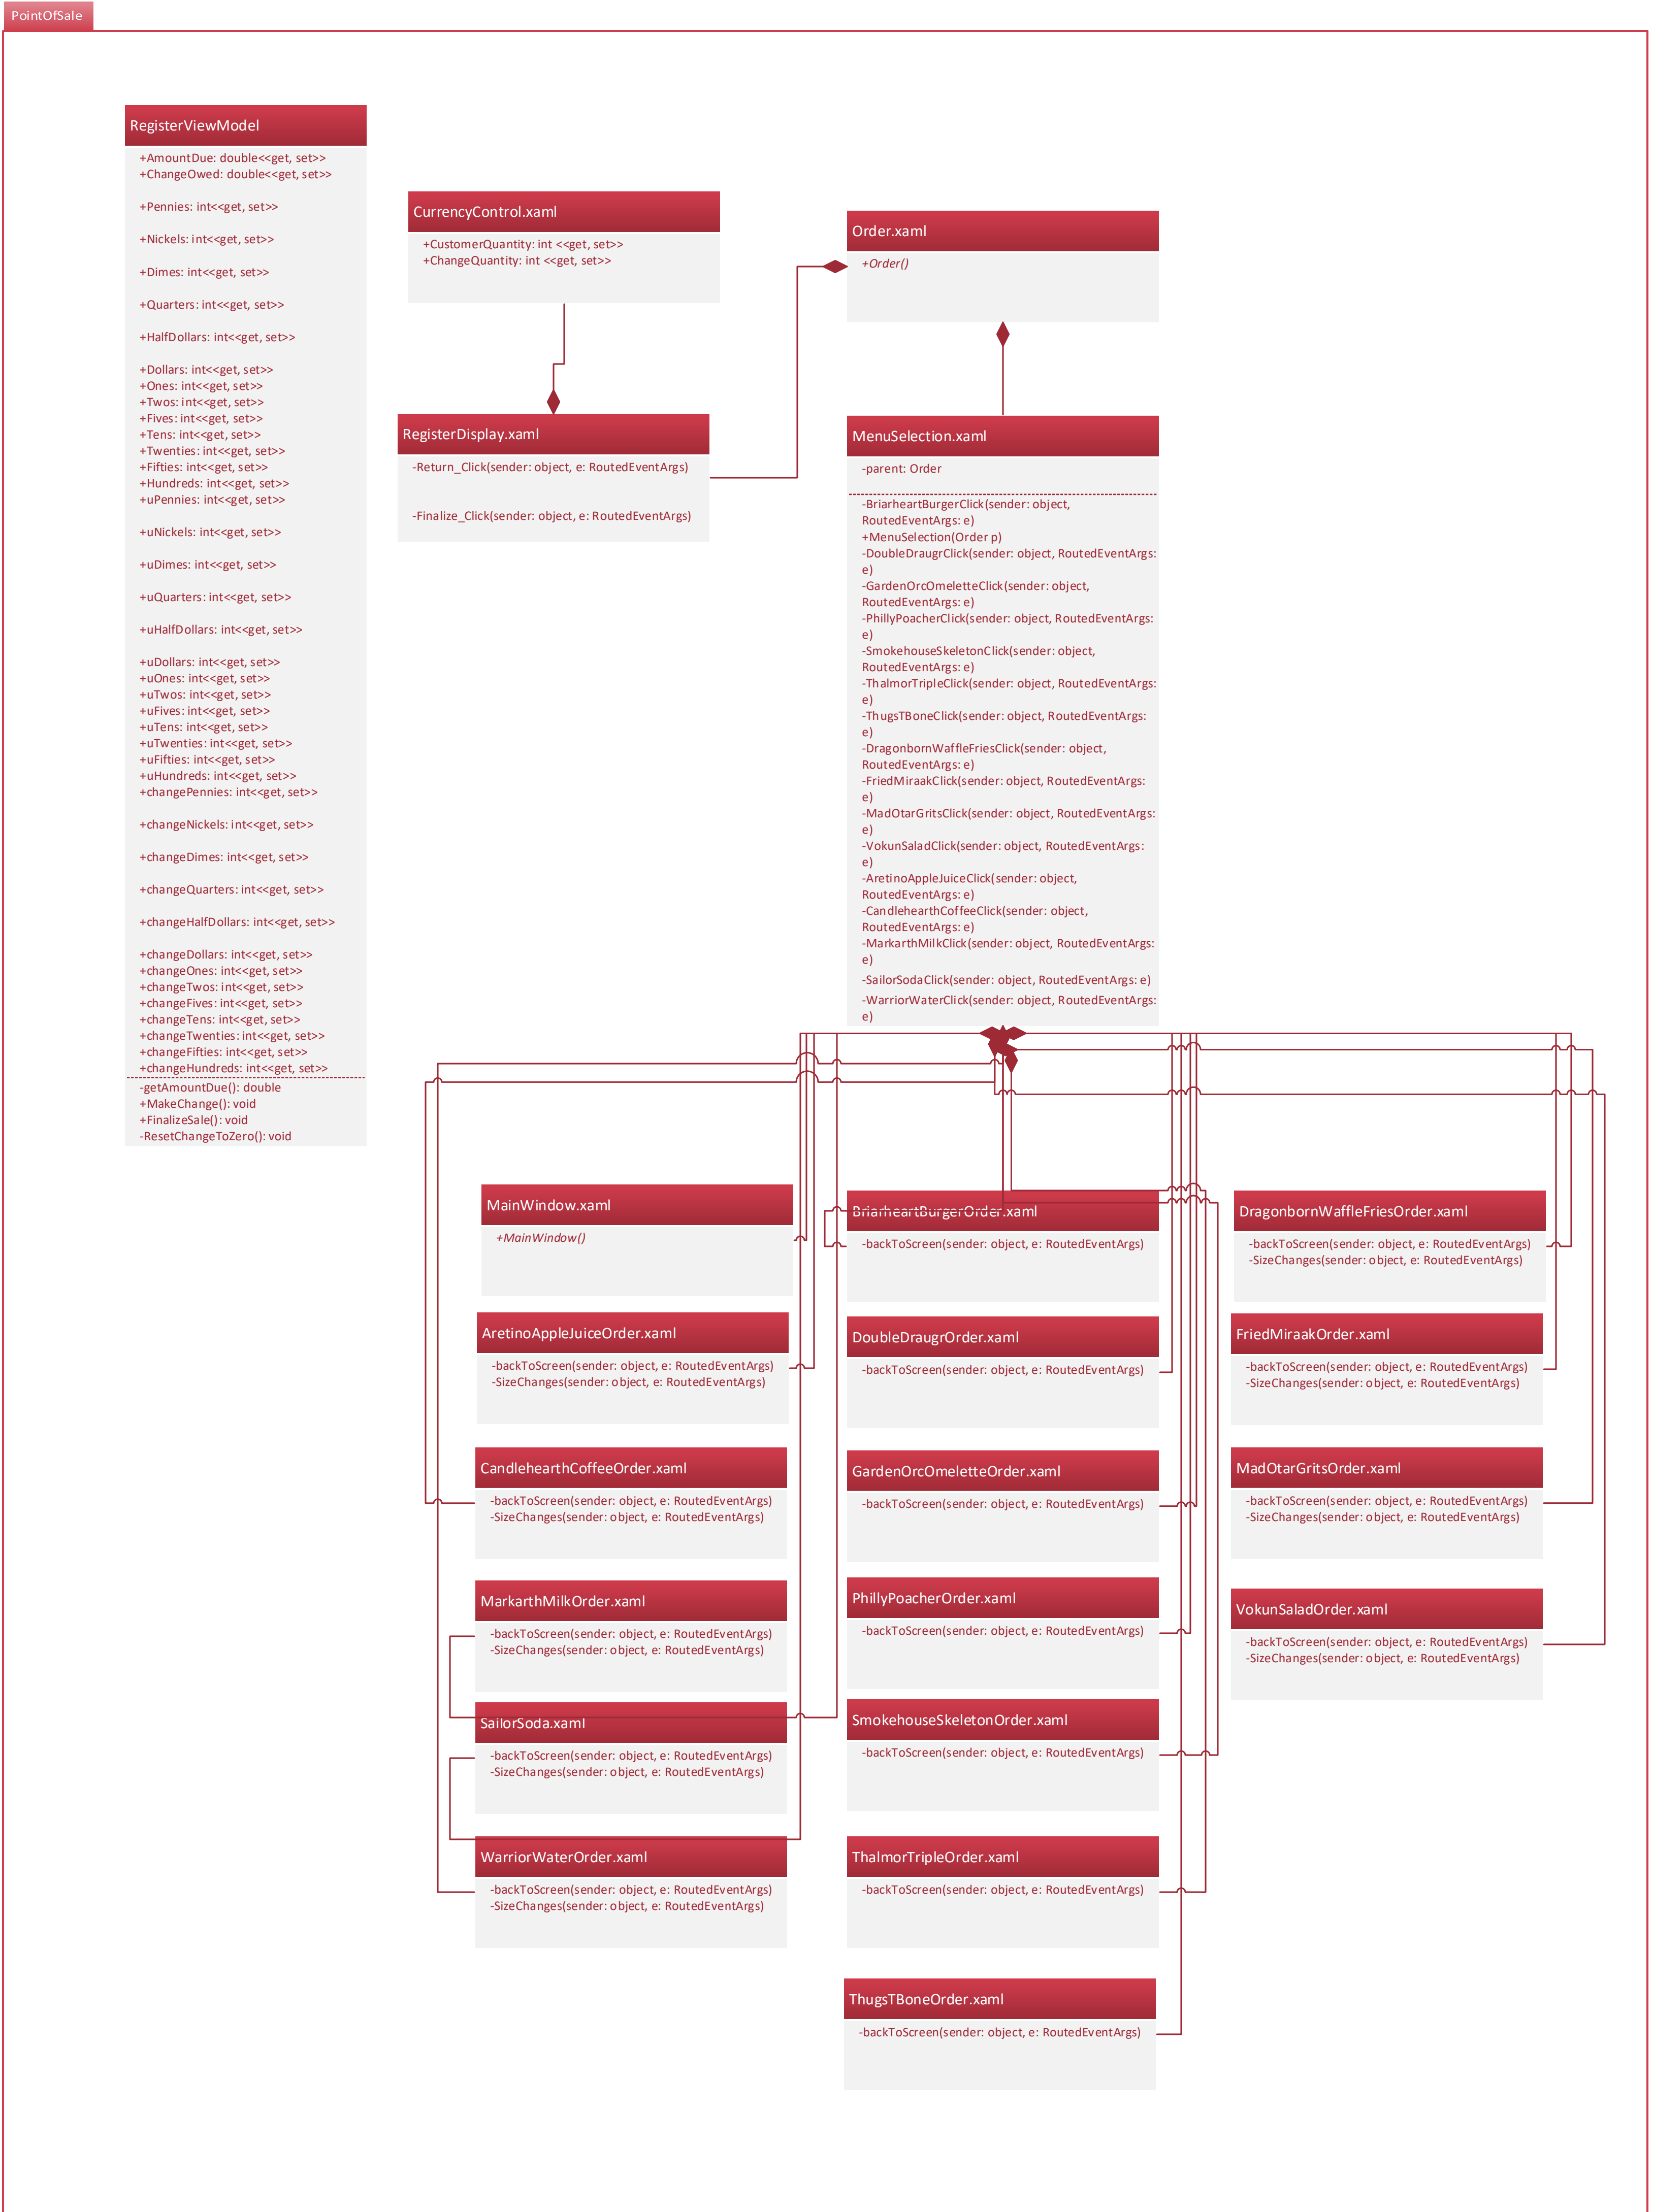 PointOfSale
RegisterViewModel
+AmountDue: double<<get, set>>
+ChangeOwed: double<<get, set>>
+Pennies: int<<get, set>>
+Nickels: int<<get, set>>
+Dimes: int<<get, set>>
+Quarters: int<<get, set>>
+HalfDollars: int<<get, set>>
+Dollars: int<<get, set>>
+Ones: int<<get, set>>
+Twos: int<<get, set>>
+Fives: int<<get, set>>
+Tens: int<<get, set>>
+Twenties: int<<get, set>>
+Fifties: int<<get, set>>
+Hundreds: int<<get, set>>
+uPennies: int<<get, set>>
+uNickels: int<<get, set>>
+uDimes: int<<get, set>>
+uQuarters: int<<get, set>>
+uHalfDollars: int<<get, set>>
+uDollars: int<<get, set>>
+uOnes: int<<get, set>>
+uTwos: int<<get, set>>
+uFives: int<<get, set>>
+uTens: int<<get, set>>
+uTwenties: int<<get, set>>
+uFifties: int<<get, set>>
+uHundreds: int<<get, set>>
+changePennies: int<<get, set>>
+changeNickels: int<<get, set>>
+changeDimes: int<<get, set>>
+changeQuarters: int<<get, set>>
+changeHalfDollars: int<<get, set>>
+changeDollars: int<<get, set>>
+changeOnes: int<<get, set>>
+changeTwos: int<<get, set>>
+changeFives: int<<get, set>>
+changeTens: int<<get, set>>
+changeTwenties: int<<get, set>>
+changeFifties: int<<get, set>>
+changeHundreds: int<<get, set>>
-getAmountDue(): double
+MakeChange(): void
+FinalizeSale(): void
-ResetChangeToZero(): void
CurrencyControl.xaml
+CustomerQuantity: int <<get, set>>
+ChangeQuantity: int <<get, set>>
Order.xaml
+Order()
RegisterDisplay.xaml
-Return_Click(sender: object, e: RoutedEventArgs)
-Finalize_Click(sender: object, e: RoutedEventArgs)
MenuSelection.xaml
-parent: Order
-BriarheartBurgerClick(sender: object,
RoutedEventArgs: e)
+MenuSelection(Order p)
-DoubleDraugrClick(sender: object, RoutedEventArgs:
e)
-GardenOrcOmeletteClick(sender: object,
RoutedEventArgs: e)
-PhillyPoacherClick(sender: object, RoutedEventArgs:
e)
-SmokehouseSkeletonClick(sender: object,
RoutedEventArgs: e)
-ThalmorTripleClick(sender: object, RoutedEventArgs:
e)
-ThugsTBoneClick(sender: object, RoutedEventArgs:
e)
-DragonbornWaffleFriesClick(sender: object,
RoutedEventArgs: e)
-FriedMiraakClick(sender: object, RoutedEventArgs:
e)
-MadOtarGritsClick(sender: object, RoutedEventArgs:
e)
-VokunSaladClick(sender: object, RoutedEventArgs:
e)
-AretinoAppleJuiceClick(sender: object,
RoutedEventArgs: e)
-CandlehearthCoffeeClick(sender: object,
RoutedEventArgs: e)
-MarkarthMilkClick(sender: object, RoutedEventArgs:
e)
-SailorSodaClick(sender: object, RoutedEventArgs: e)
-WarriorWaterClick(sender: object, RoutedEventArgs:
e)
MainWindow.xaml
+MainWindow()
AretinoAppleJuiceOrder.xaml
-backToScreen(sender: object, e: RoutedEventArgs)
-SizeChanges(sender: object, e: RoutedEventArgs)
CandlehearthCoffeeOrder.xaml
-backToScreen(sender: object, e: RoutedEventArgs)
-SizeChanges(sender: object, e: RoutedEventArgs)
MarkarthMilkOrder.xaml
-backToScreen(sender: object, e: RoutedEventArgs)
-SizeChanges(sender: object, e: RoutedEventArgs)
SailorSoda.xaml
-backToScreen(sender: object, e: RoutedEventArgs)
-SizeChanges(sender: object, e: RoutedEventArgs)
WarriorWaterOrder.xaml
-backToScreen(sender: object, e: RoutedEventArgs)
-SizeChanges(sender: object, e: RoutedEventArgs)
BriarheartBurgerOrder.xaml
-backToScreen(sender: object, e: RoutedEventArgs)
DoubleDraugrOrder.xaml
-backToScreen(sender: object, e: RoutedEventArgs)
GardenOrcOmeletteOrder.xaml
-backToScreen(sender: object, e: RoutedEventArgs)
PhillyPoacherOrder.xaml
-backToScreen(sender: object, e: RoutedEventArgs)
SmokehouseSkeletonOrder.xaml
-backToScreen(sender: object, e: RoutedEventArgs)
ThalmorTripleOrder.xaml
-backToScreen(sender: object, e: RoutedEventArgs)
ThugsTBoneOrder.xaml
-backToScreen(sender: object, e: RoutedEventArgs)
DragonbornWaffleFriesOrder.xaml
-backToScreen(sender: object, e: RoutedEventArgs)
-SizeChanges(sender: object, e: RoutedEventArgs)
FriedMiraakOrder.xaml
-backToScreen(sender: object, e: RoutedEventArgs)
-SizeChanges(sender: object, e: RoutedEventArgs)
MadOtarGritsOrder.xaml
-backToScreen(sender: object, e: RoutedEventArgs)
-SizeChanges(sender: object, e: RoutedEventArgs)
VokunSaladOrder.xaml
-backToScreen(sender: object, e: RoutedEventArgs)
-SizeChanges(sender: object, e: RoutedEventArgs)